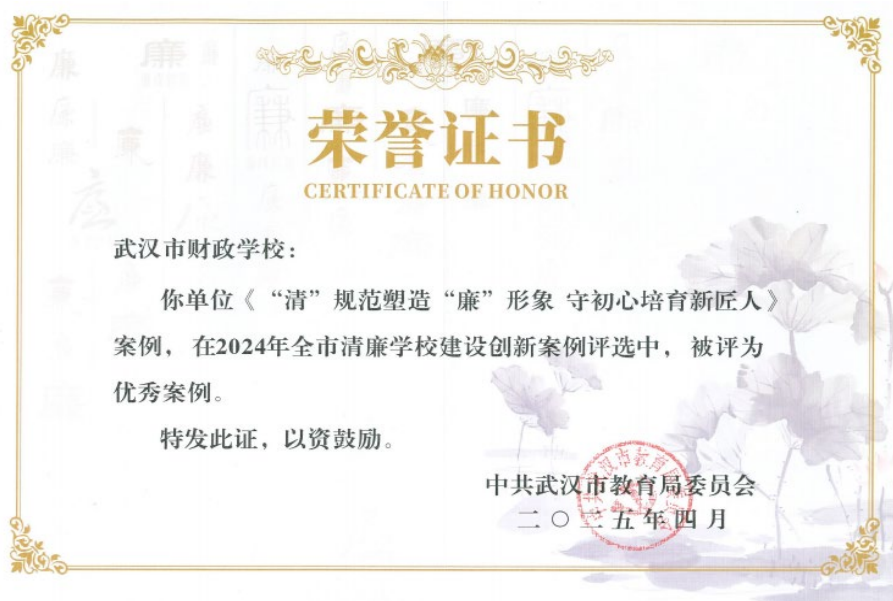 荣誉证书
CERTIFICATE OF HONOR
武汉市财政学校：
你单位《“清”规范塑造“廉”形象 守初心培育新匠人》
案例，在2024年全市清廉学校建设创新案例评选中，被评为
优秀案例。
特发此证，以资鼓励。
中共武汉市教育局委员会
二〇二五年四月